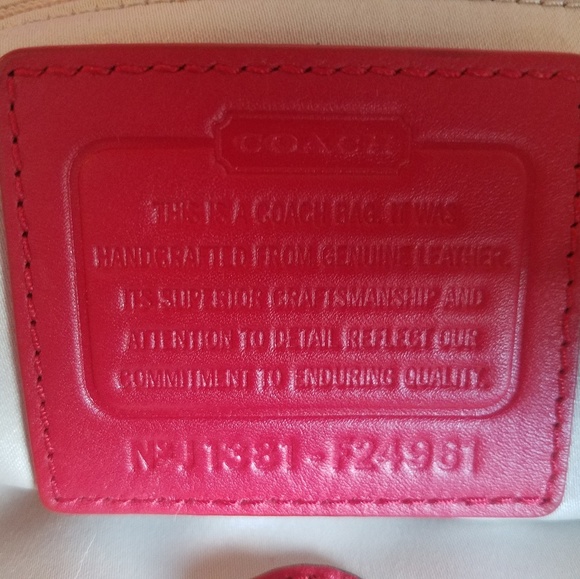 COACH
THIS IS A COACH BAG. IT WAS
HANDCRAFTED FROM GENUINE LEATHER.
ITS SUPERIOR CRAFTSMANSHIP AND
ATTENTION TO DETAIL REFLECT OUR
COMMITMENT TO ENDURING QUALITY.
Nº J1381-F24961